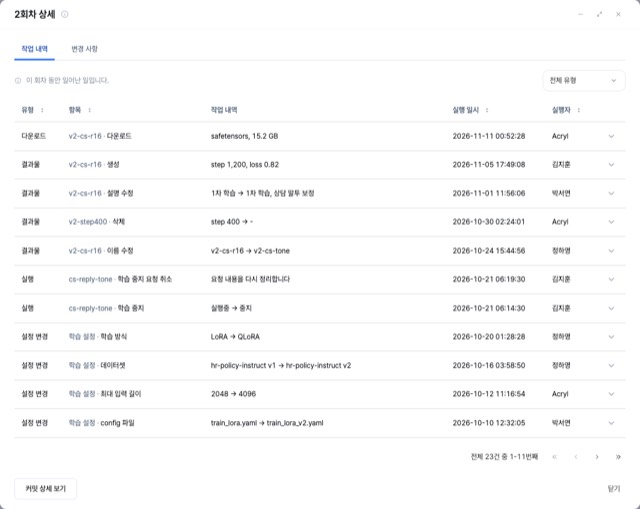 2회차 상세
작업 내역 변경 사항
이 회차 동안 일어난 일입니다.
전체 유형
유형 항목 작업 내역 실행 일시 실행자
다운로드 v2-cs-r16 · 다운로드 safetensors, 15.2 GB 2026-11-11 00:52:28 Acryl
결과물 v2-cs-r16 · 생성 step 1,200, loss 0.82 2026-11-05 17:49:08 김지훈
결과물 v2-cs-r16 · 설명 수정 1차 학습 → 1차 학습, 상담 말투 보정 2026-11-01 11:56:06 박서연
결과물 v2-step400 · 삭제 step 400 → - 2026-10-30 02:24:01 Acryl
결과물 v2-cs-r16 · 이름 수정 v2-cs-r16 → v2-cs-tone 2026-10-24 15:44:56 정하영
실행 cs-reply-tone · 학습 중지 요청 취소 요청 내용을 다시 정리합니다 2026-10-21 06:19:30 김지훈
실행 cs-reply-tone · 학습 중지 실행중 → 중지 2026-10-21 06:14:30 김지훈
설정 변경 학습 설정 · 학습 방식 LoRA → QLoRA 2026-10-20 01:28:28 정하영
설정 변경 학습 설정 · 데이터셋 hr-policy-instruct v1 → hr-policy-instruct v2 2026-10-16 03:58:50 정하영
설정 변경 학습 설정 · 최대 입력 길이 2048 → 4096 2026-10-12 11:16:54 Acryl
설정 변경 학습 설정 · config 파일 train_lora.yaml → train_lora_v2.yaml 2026-10-10 12:32:05 박서연
전체 23건 중 1-11번째
커밋 상세 보기 닫기